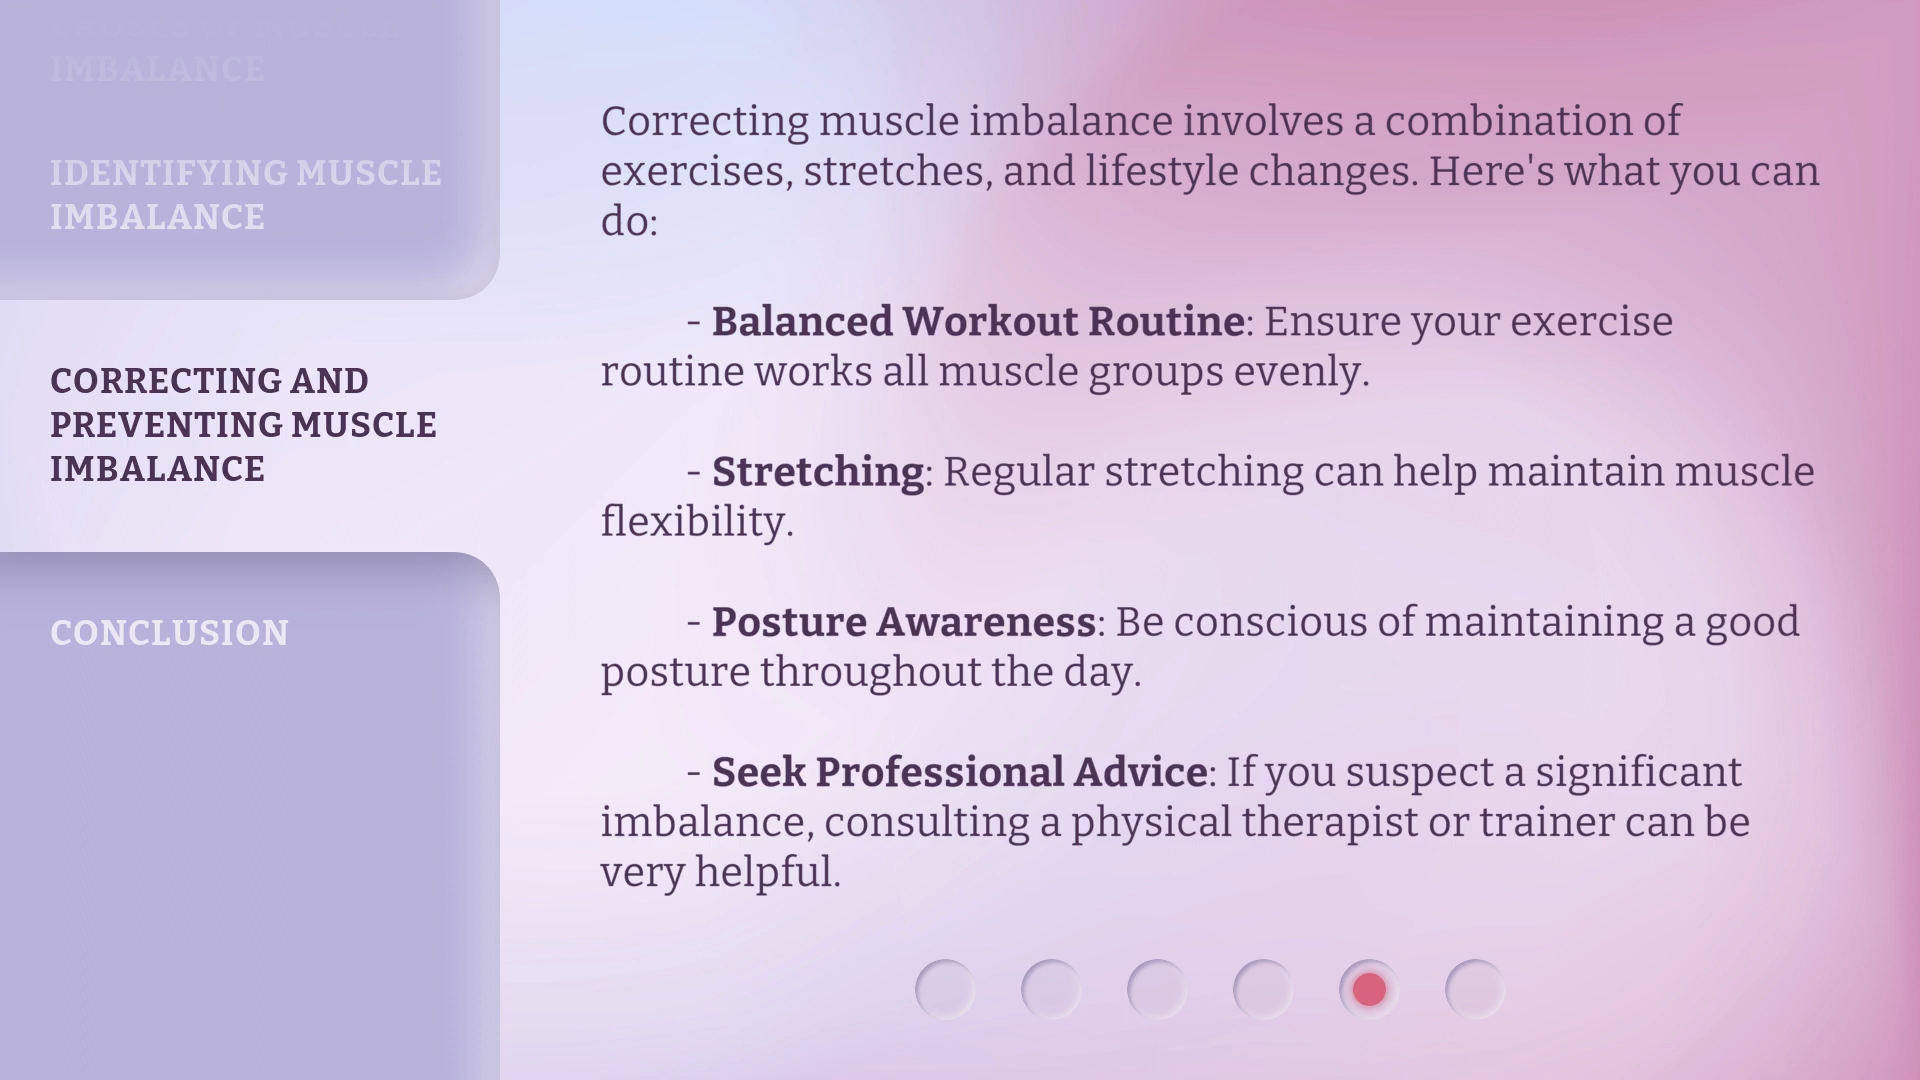 IMBALANCE
IDENTIFYING MUSCLE
IMBALANCE
CORRECTING AND
PREVENTING MUSCLE
IMBALANCE
CONCLUSION
Correcting muscle imbalance involves a combination of
exercises, stretches, and lifestyle changes. Here's what you can
do:
- Balanced Workout Routine: Ensure your exercise
routine works all muscle groups evenly.
- Stretching: Regular stretching can help maintain muscle
flexibility.
- Posture Awareness: Be conscious of maintaining a good
posture throughout the day.
- Seek Professional Advice: If you suspect a significant
imbalance, consulting a physical therapist or trainer can be
very helpful.